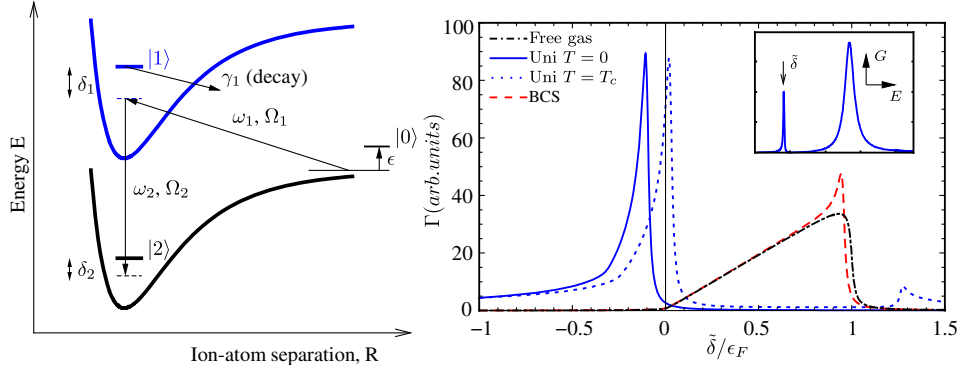 Energy E
|1⟩
δ₁
γ₁ (decay)
ω₁, Ω₁
|0⟩
ϵ
ω₂, Ω₂
|2⟩
δ₂
Ion-atom separation, R
Γ(arb.units)
100
80
60
40
20
0
Free gas
Uni T = 0
Uni T = T_c
BCS
δ̃
G
E
-1
-0.5
0
0.5
1
1.5
δ̃/ϵ_F